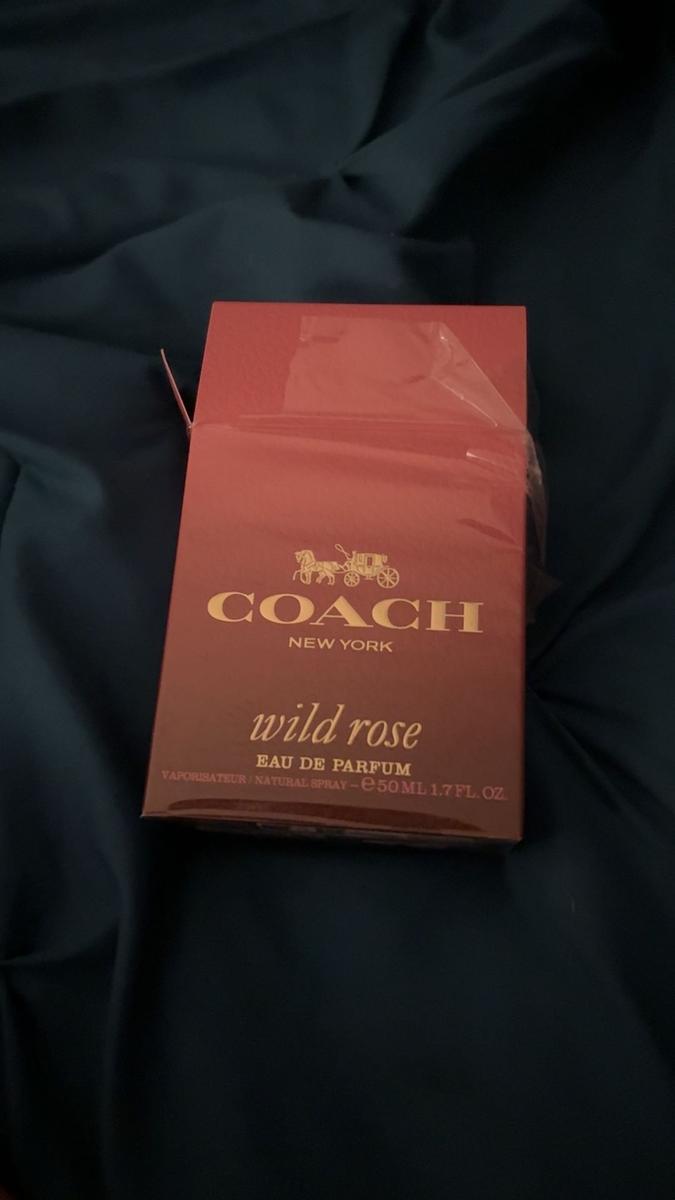 COACH
NEW YORK
wild rose
EAU DE PARFUM
VAPORISATEUR / NATURAL SPRAY – ℮ 50 ML 1.7 FL. OZ.